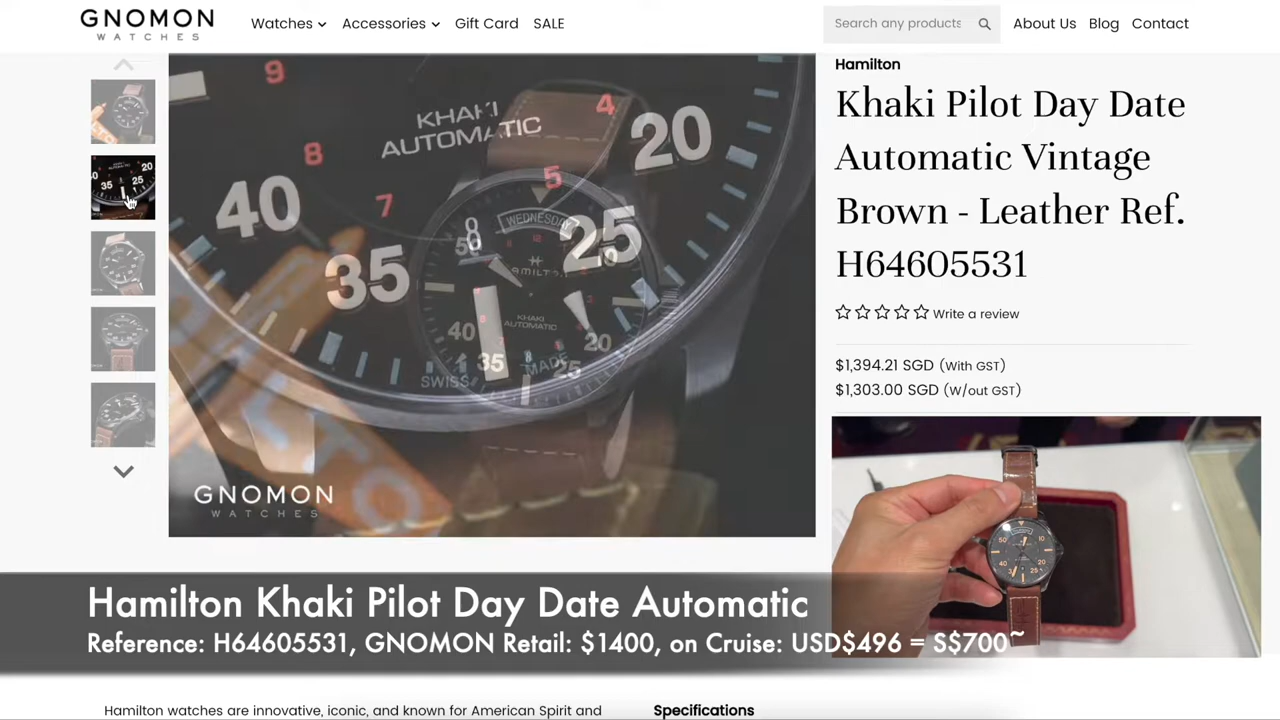 GNOMON
WATCHES
Watches
Accessories
Gift Card
SALE
Search any products
About Us
Blog
Contact
Hamilton
Khaki Pilot Day Date
Automatic Vintage
Brown - Leather Ref.
H64605531
Write a review
$1,394.21 SGD (With GST)
$1,303.00 SGD (W/out GST)
KHAKI
AUTOMATIC
9
8
7
4
5
20
25
35
40
WEDNESDAY
HAMILTON
KHAKI
AUTOMATIC
40
35
20
25
SWISS
MADE
GNOMON
WATCHES
Hamilton Khaki Pilot Day Date Automatic
Reference: H64605531, GNOMON Retail: $1400, on Cruise: USD$496 = S$700~
Hamilton watches are innovative, iconic, and known for American Spirit and
Specifications